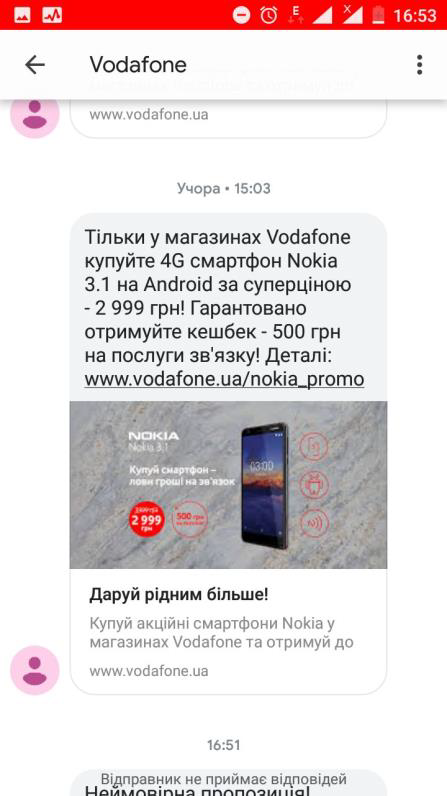 16:53
E
x
Vodafone
www.vodafone.ua
Учора • 15:03
Тільки у магазинах Vodafone
купуйте 4G смартфон Nokia
3.1 на Android за суперціною
- 2 999 грн! Гарантовано
отримуйте кешбек - 500 грн
на послуги зв'язку! Деталі:
www.vodafone.ua/nokia_promo
NOKIA
Nokia 3.1
Купуй смартфон –
лови гроші на зв'язок
2 999
грн
500 грн
03:00
Даруй рідним більше!
Купуй акційні смартфони Nokia у
магазинах Vodafone та отримуй до
www.vodafone.ua
16:51
Відправник не приймає відповідей
Неймовірна пропозиція!